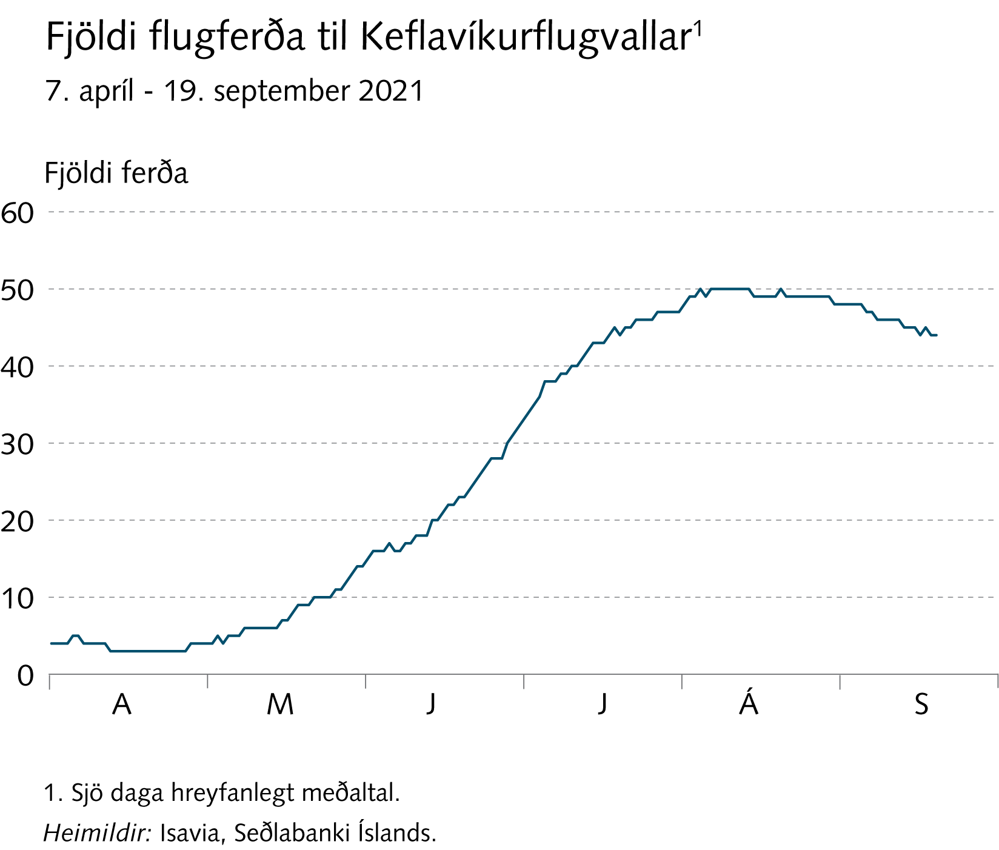 Fjöldi flugferða til Keflavíkurflugvallar¹
7. apríl - 19. september 2021
Fjöldi ferða
60
50
40
30
20
10
0
A M J J Á S
1. Sjö daga hreyfanlegt meðaltal.
Heimildir: Isavia, Seðlabanki Íslands.